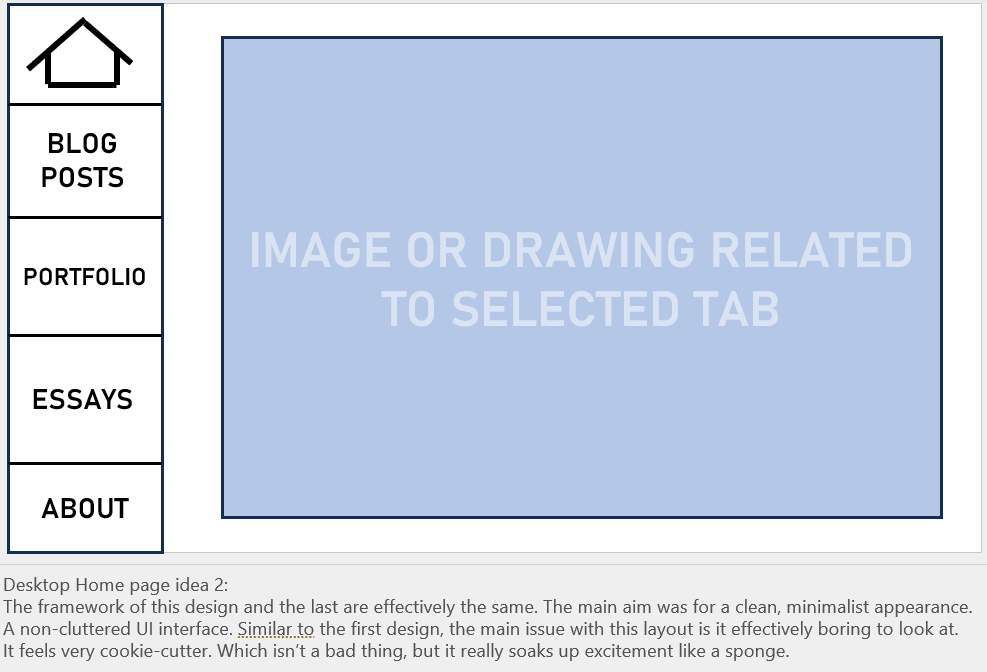 BLOG
POSTS
PORTFOLIO
ESSAYS
ABOUT
IMAGE OR DRAWING RELATED
TO SELECTED TAB
Desktop Home page idea 2:
The framework of this design and the last are effectively the same. The main aim was for a clean, minimalist appearance.
A non-cluttered UI interface. Similar to the first design, the main issue with this layout is it effectively boring to look at.
It feels very cookie-cutter. Which isn’t a bad thing, but it really soaks up excitement like a sponge.